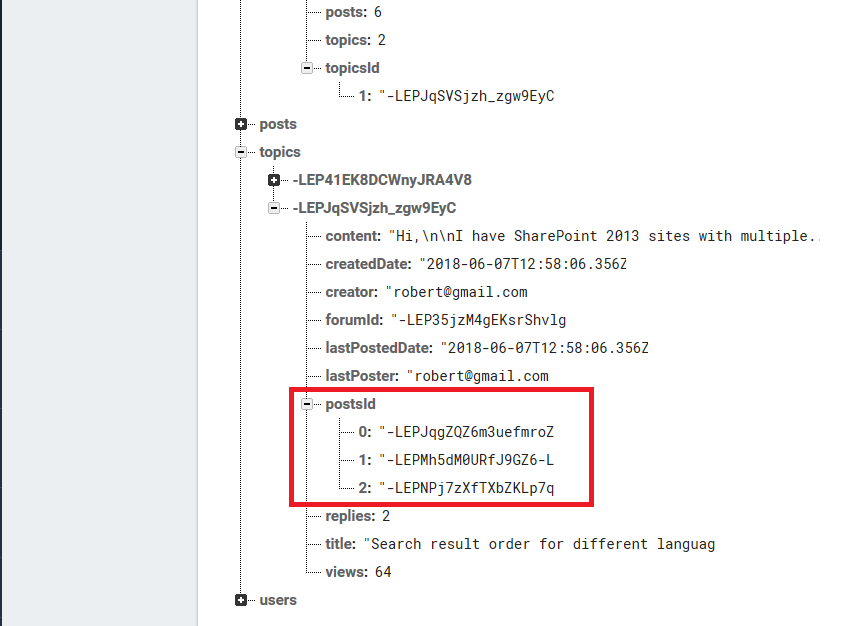 posts: 6
topics: 2
topicsId
1: "-LEPJqSVSjzh_zgw9EyC
posts
topics
-LEP41EK8DCWnyJRA4V8
-LEPJqSVSjzh_zgw9EyC
content: "Hi,\n\nI have SharePoint 2013 sites with multiple..
createdDate: "2018-06-07T12:58:06.356Z
creator: "robert@gmail.com
forumId: "-LEP35jzM4gEKsrShvlg
lastPostedDate: "2018-06-07T12:58:06.356Z
lastPoster: "robert@gmail.com
postsId
0: "-LEPJqgZQZ6m3uefmroZ
1: "-LEPMh5dM0URfJ9GZ6-L
2: "-LEPNPj7zXfTXbZKLp7q
replies: 2
title: "Search result order for different languag
views: 64
users